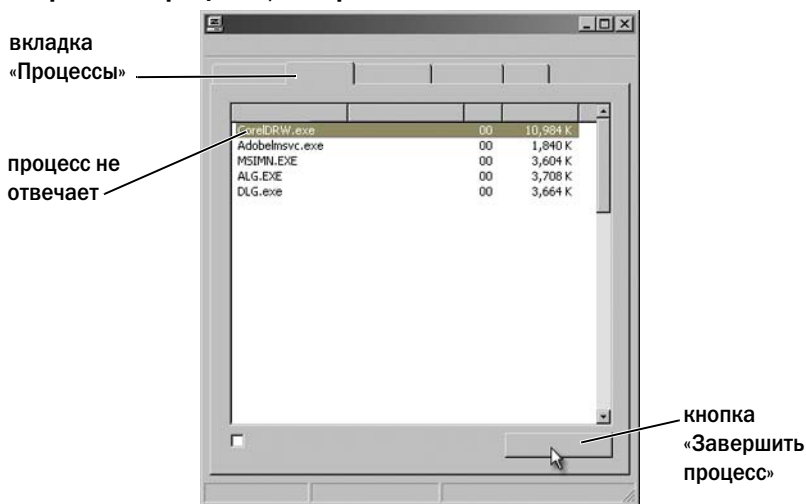 вкладка
«Процессы»
процесс не
отвечает
CorelDRW.exe 00 10,984 K
Adobelmsvc.exe 00 1,840 K
MSIMN.EXE 00 3,604 K
ALG.EXE 00 3,708 K
DLG.exe 00 3,664 K
кнопка
«Завершить
процесс»